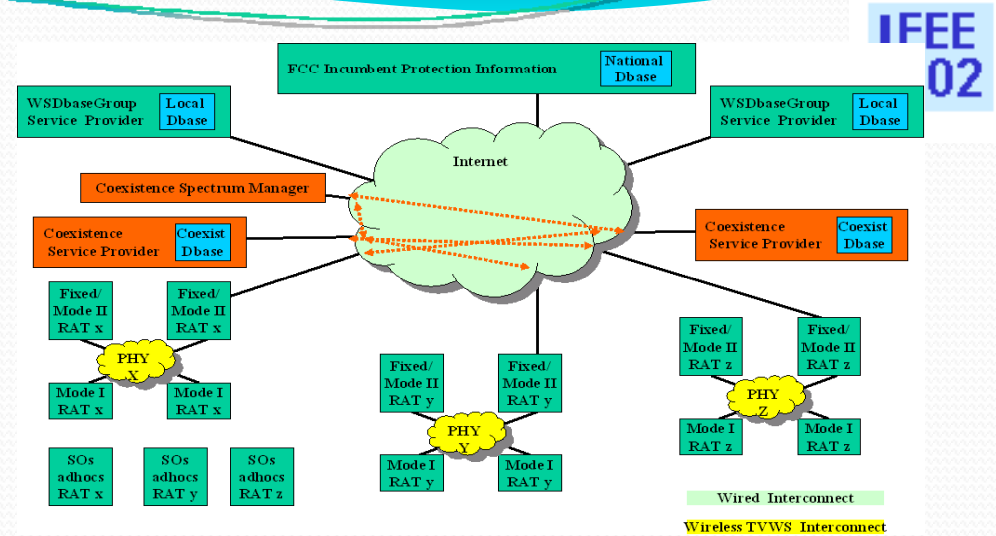 IEEE
02
FCC Incumbent Protection Information
National
Dbase
WSDbaseGroup
Service Provider
Local
Dbase
WSDbaseGroup
Service Provider
Local
Dbase
Internet
Coexistence Spectrum Manager
Coexistence
Service Provider
Coexist
Dbase
Coexistence
Service Provider
Coexist
Dbase
Fixed/
Mode II
RAT x
Fixed/
Mode II
RAT x
PHY
X
Mode I
RAT x
Mode I
RAT x
Fixed/
Mode II
RAT y
Fixed/
Mode II
RAT y
PHY
Y
Mode I
RAT y
Mode I
RAT y
Fixed/
Mode II
RAT z
Fixed/
Mode II
RAT z
PHY
Z
Mode I
RAT z
Mode I
RAT z
SOs
adhocs
RAT x
SOs
adhocs
RAT y
SOs
adhocs
RAT z
Wired Interconnect
Wireless TVWS Interconnect